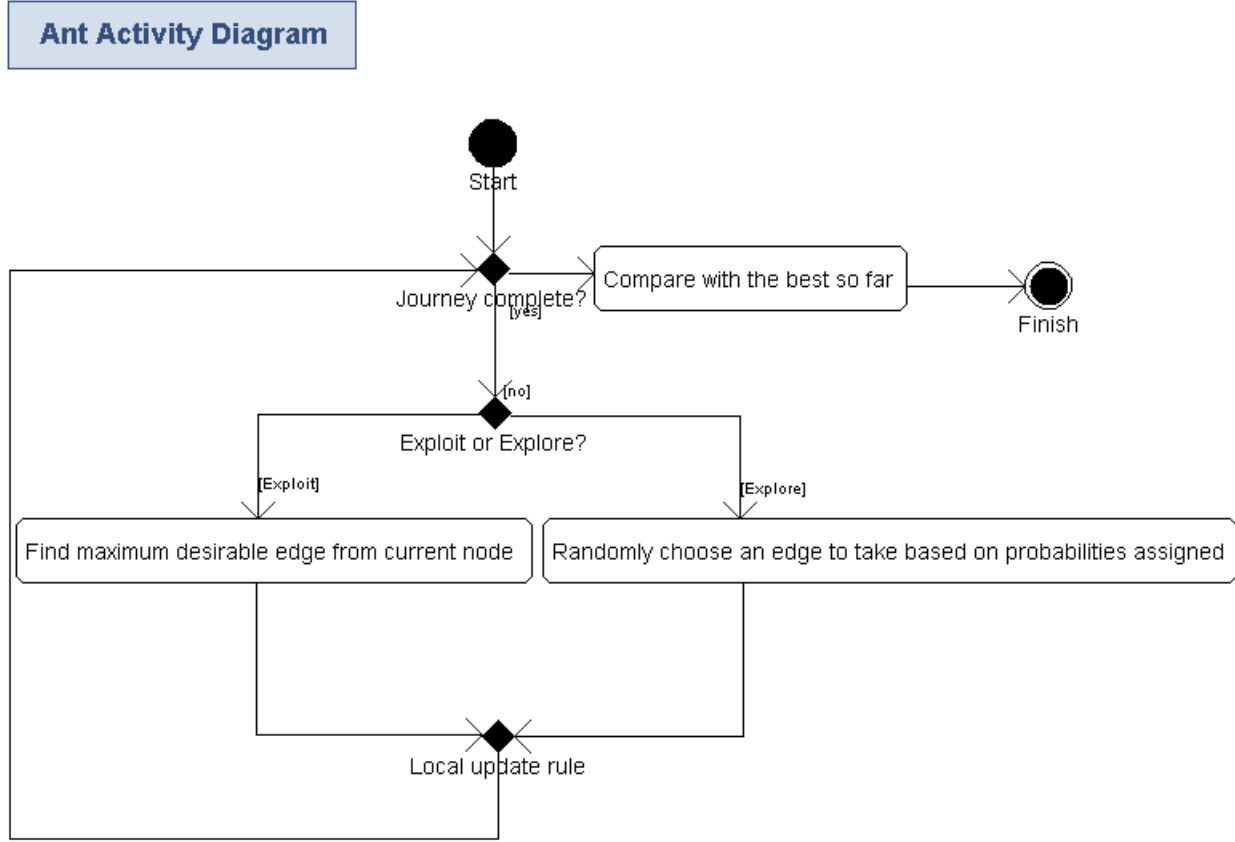 Ant Activity Diagram
Start
Journey complete?
[yes]
Compare with the best so far
Finish
[no]
Exploit or Explore?
[Exploit]
[Explore]
Find maximum desirable edge from current node
Randomly choose an edge to take based on probabilities assigned
Local update rule